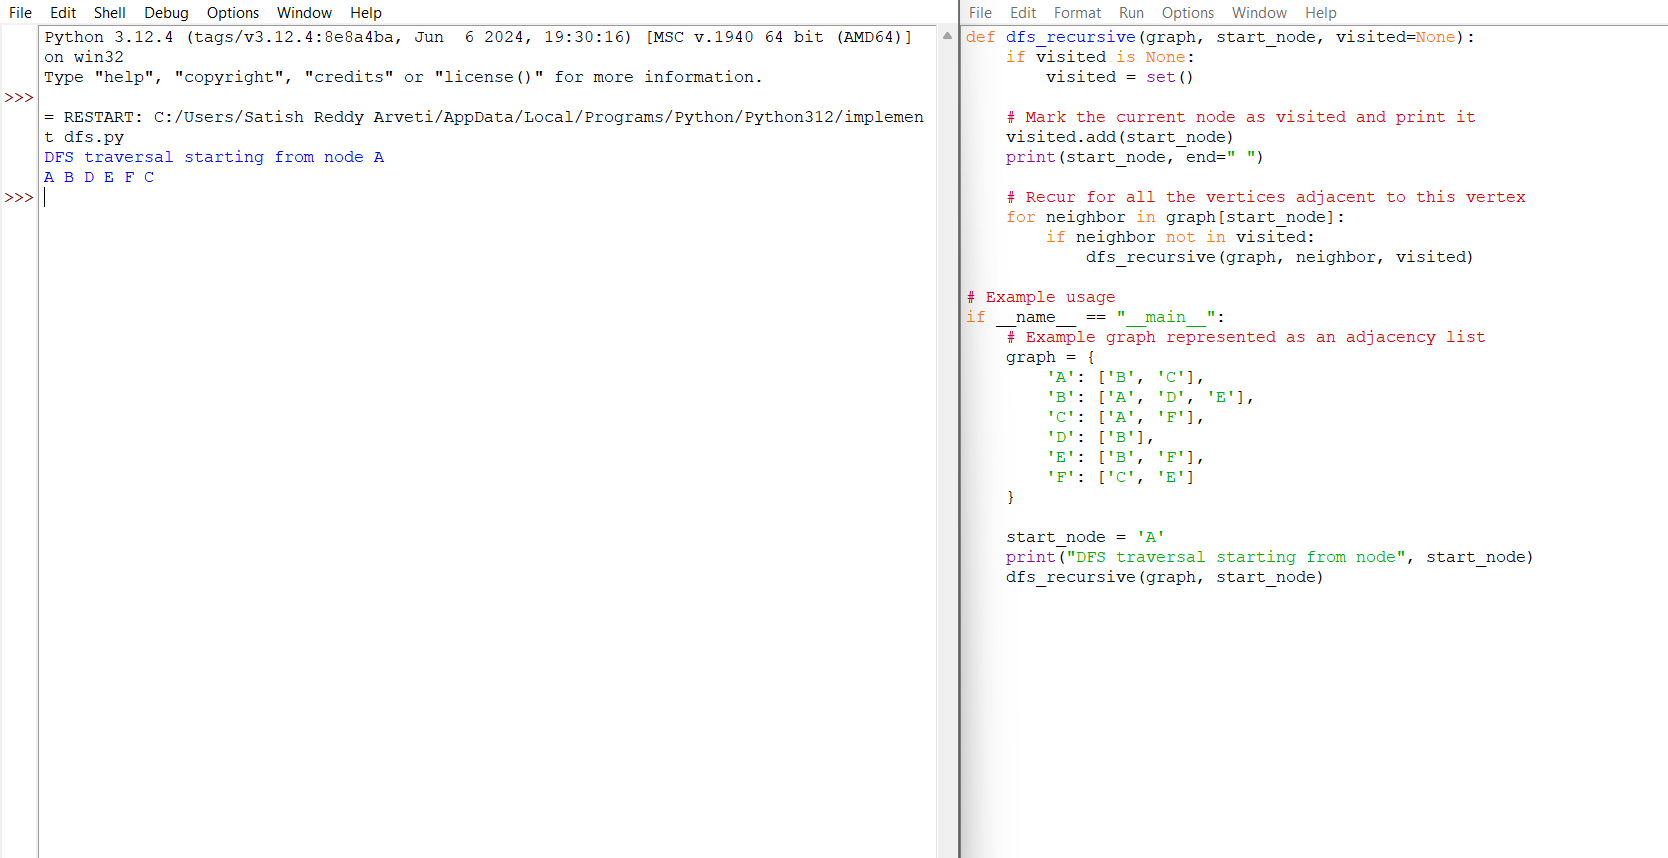 File Edit Shell Debug Options Window Help
Python 3.12.4 (tags/v3.12.4:8e8a4ba, Jun  6 2024, 19:30:16) [MSC v.1940 64 bit (AMD64)]
on win32
Type "help", "copyright", "credits" or "license()" for more information.
>>>
= RESTART: C:/Users/Satish Reddy Arveti/AppData/Local/Programs/Python/Python312/implemen
t dfs.py
DFS traversal starting from node A
A B D E F C
>>>
File Edit Format Run Options Window Help
def dfs_recursive(graph, start_node, visited=None):
    if visited is None:
        visited = set()
    # Mark the current node as visited and print it
    visited.add(start_node)
    print(start_node, end=" ")
    # Recur for all the vertices adjacent to this vertex
    for neighbor in graph[start_node]:
        if neighbor not in visited:
            dfs_recursive(graph, neighbor, visited)
# Example usage
if __name__ == "__main__":
    # Example graph represented as an adjacency list
    graph = {
        'A': ['B', 'C'],
        'B': ['A', 'D', 'E'],
        'C': ['A', 'F'],
        'D': ['B'],
        'E': ['B', 'F'],
        'F': ['C', 'E']
    }
    start_node = 'A'
    print("DFS traversal starting from node", start_node)
    dfs_recursive(graph, start_node)